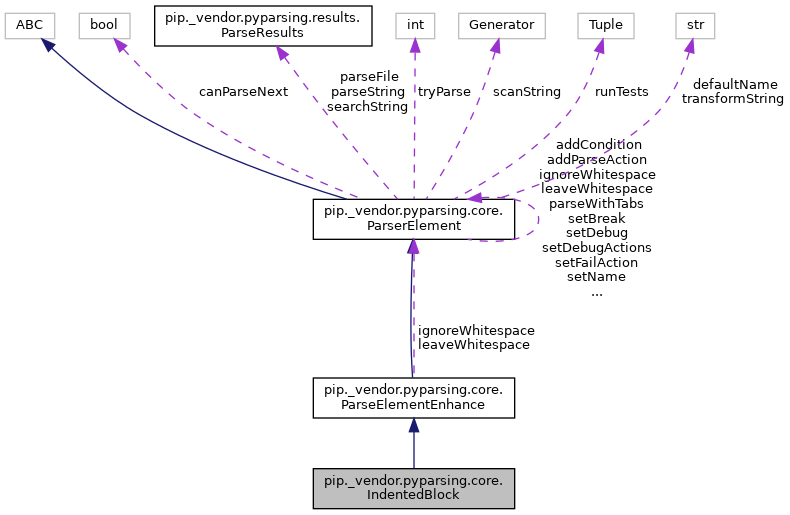 ABC
bool
pip._vendor.pyparsing.results.
ParseResults
int
Generator
Tuple
str
canParseNext
parseFile
parseString
searchString
tryParse
scanString
runTests
defaultName
transformString
addCondition
addParseAction
ignoreWhitespace
leaveWhitespace
parseWithTabs
setBreak
setDebug
setDebugActions
setFailAction
setName
...
pip._vendor.pyparsing.core.
ParserElement
ignoreWhitespace
leaveWhitespace
pip._vendor.pyparsing.core.
ParseElementEnhance
pip._vendor.pyparsing.core.
IndentedBlock